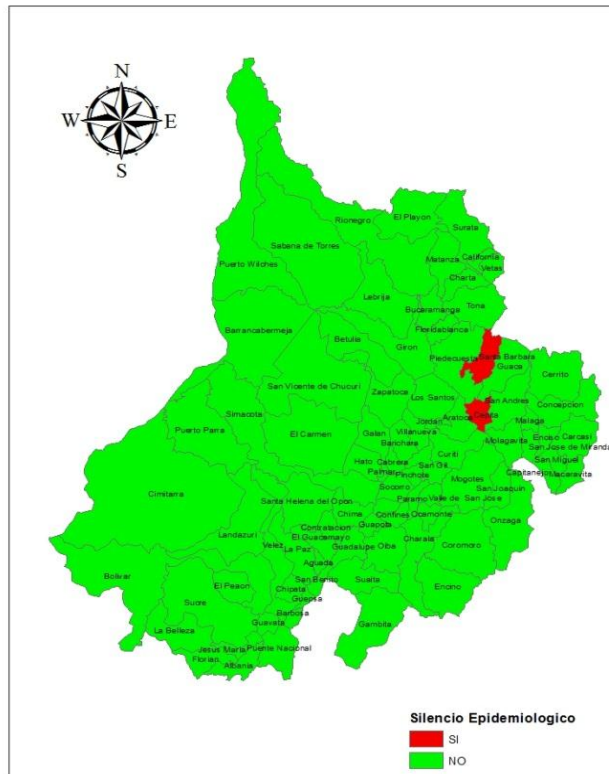 N
W E
S
Rionegro
El Playon
Surata
Sabana de Torres
Matanza
California
Vetas
Puerto Wilches
Charta
Lebrija
Tona
Bucaramanga
Barrancabermeja
Floridablanca
Betulia
Giron
Piedecuesta
Santa Barbara
Guaca
Cerrito
San Vicente de Chucuri
Zapatoca
Los Santos
San Andres
Concepcion
Simacota
Aratoca
Cepita
Malaga
Puerto Parra
El Carmen
Galan
Villanueva
Jordan
Barichara
Enciso
Carcasi
Molagavita
San Jose de Miranda
Hato
Cabrera
San Gil
Curiti
San Miguel
Palmar
Pinchote
Mogotes
Capitanejo
Macaravita
Cimitarra
Socorro
San Joaquin
Santa Helena del Opon
Paramo
Valle de San Jose
Chima
Confines
Ocamonte
Onzaga
Contratacion
Guapota
Landazuri
Velez
El Guacamayo
Charala
Coromoro
La Paz
Guadalupe
Oiba
Aguada
Bolivar
El Peñon
San Benito
Suaita
Encino
Chipata
Sucre
Guepsa
Barbosa
Guavata
La Belleza
Gambita
Jesus Maria
Puente Nacional
Florian
Albania
Silencio Epidemiologico
SI
NO